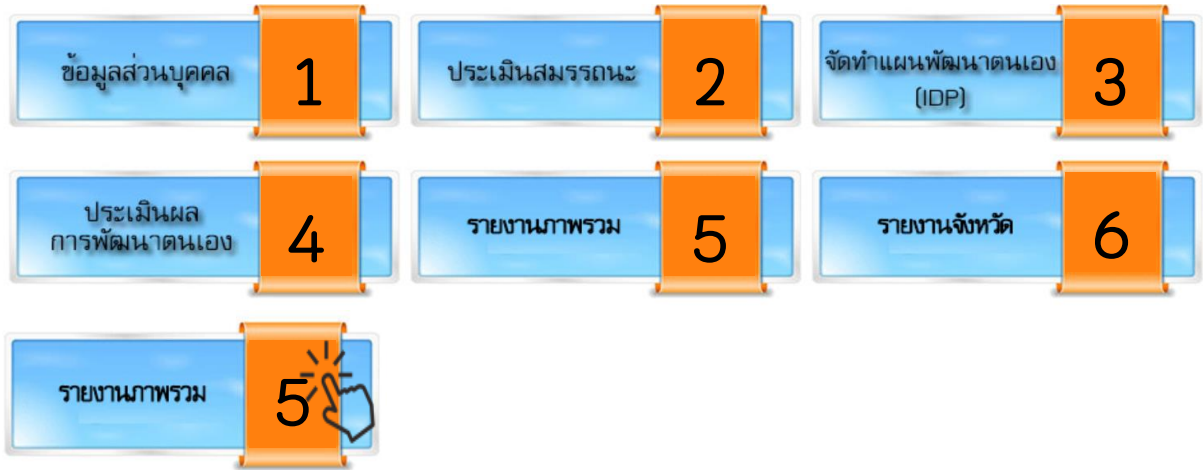 ข้อมูลส่วนบุคคล 1
ประเมินสมรรถนะ 2
จัดทำแผนพัฒนาตนเอง
(IDP) 3
ประเมินผล
การพัฒนาตนเอง 4
รายงานภาพรวม 5
รายงานจังหวัด 6
รายงานภาพรวม 5